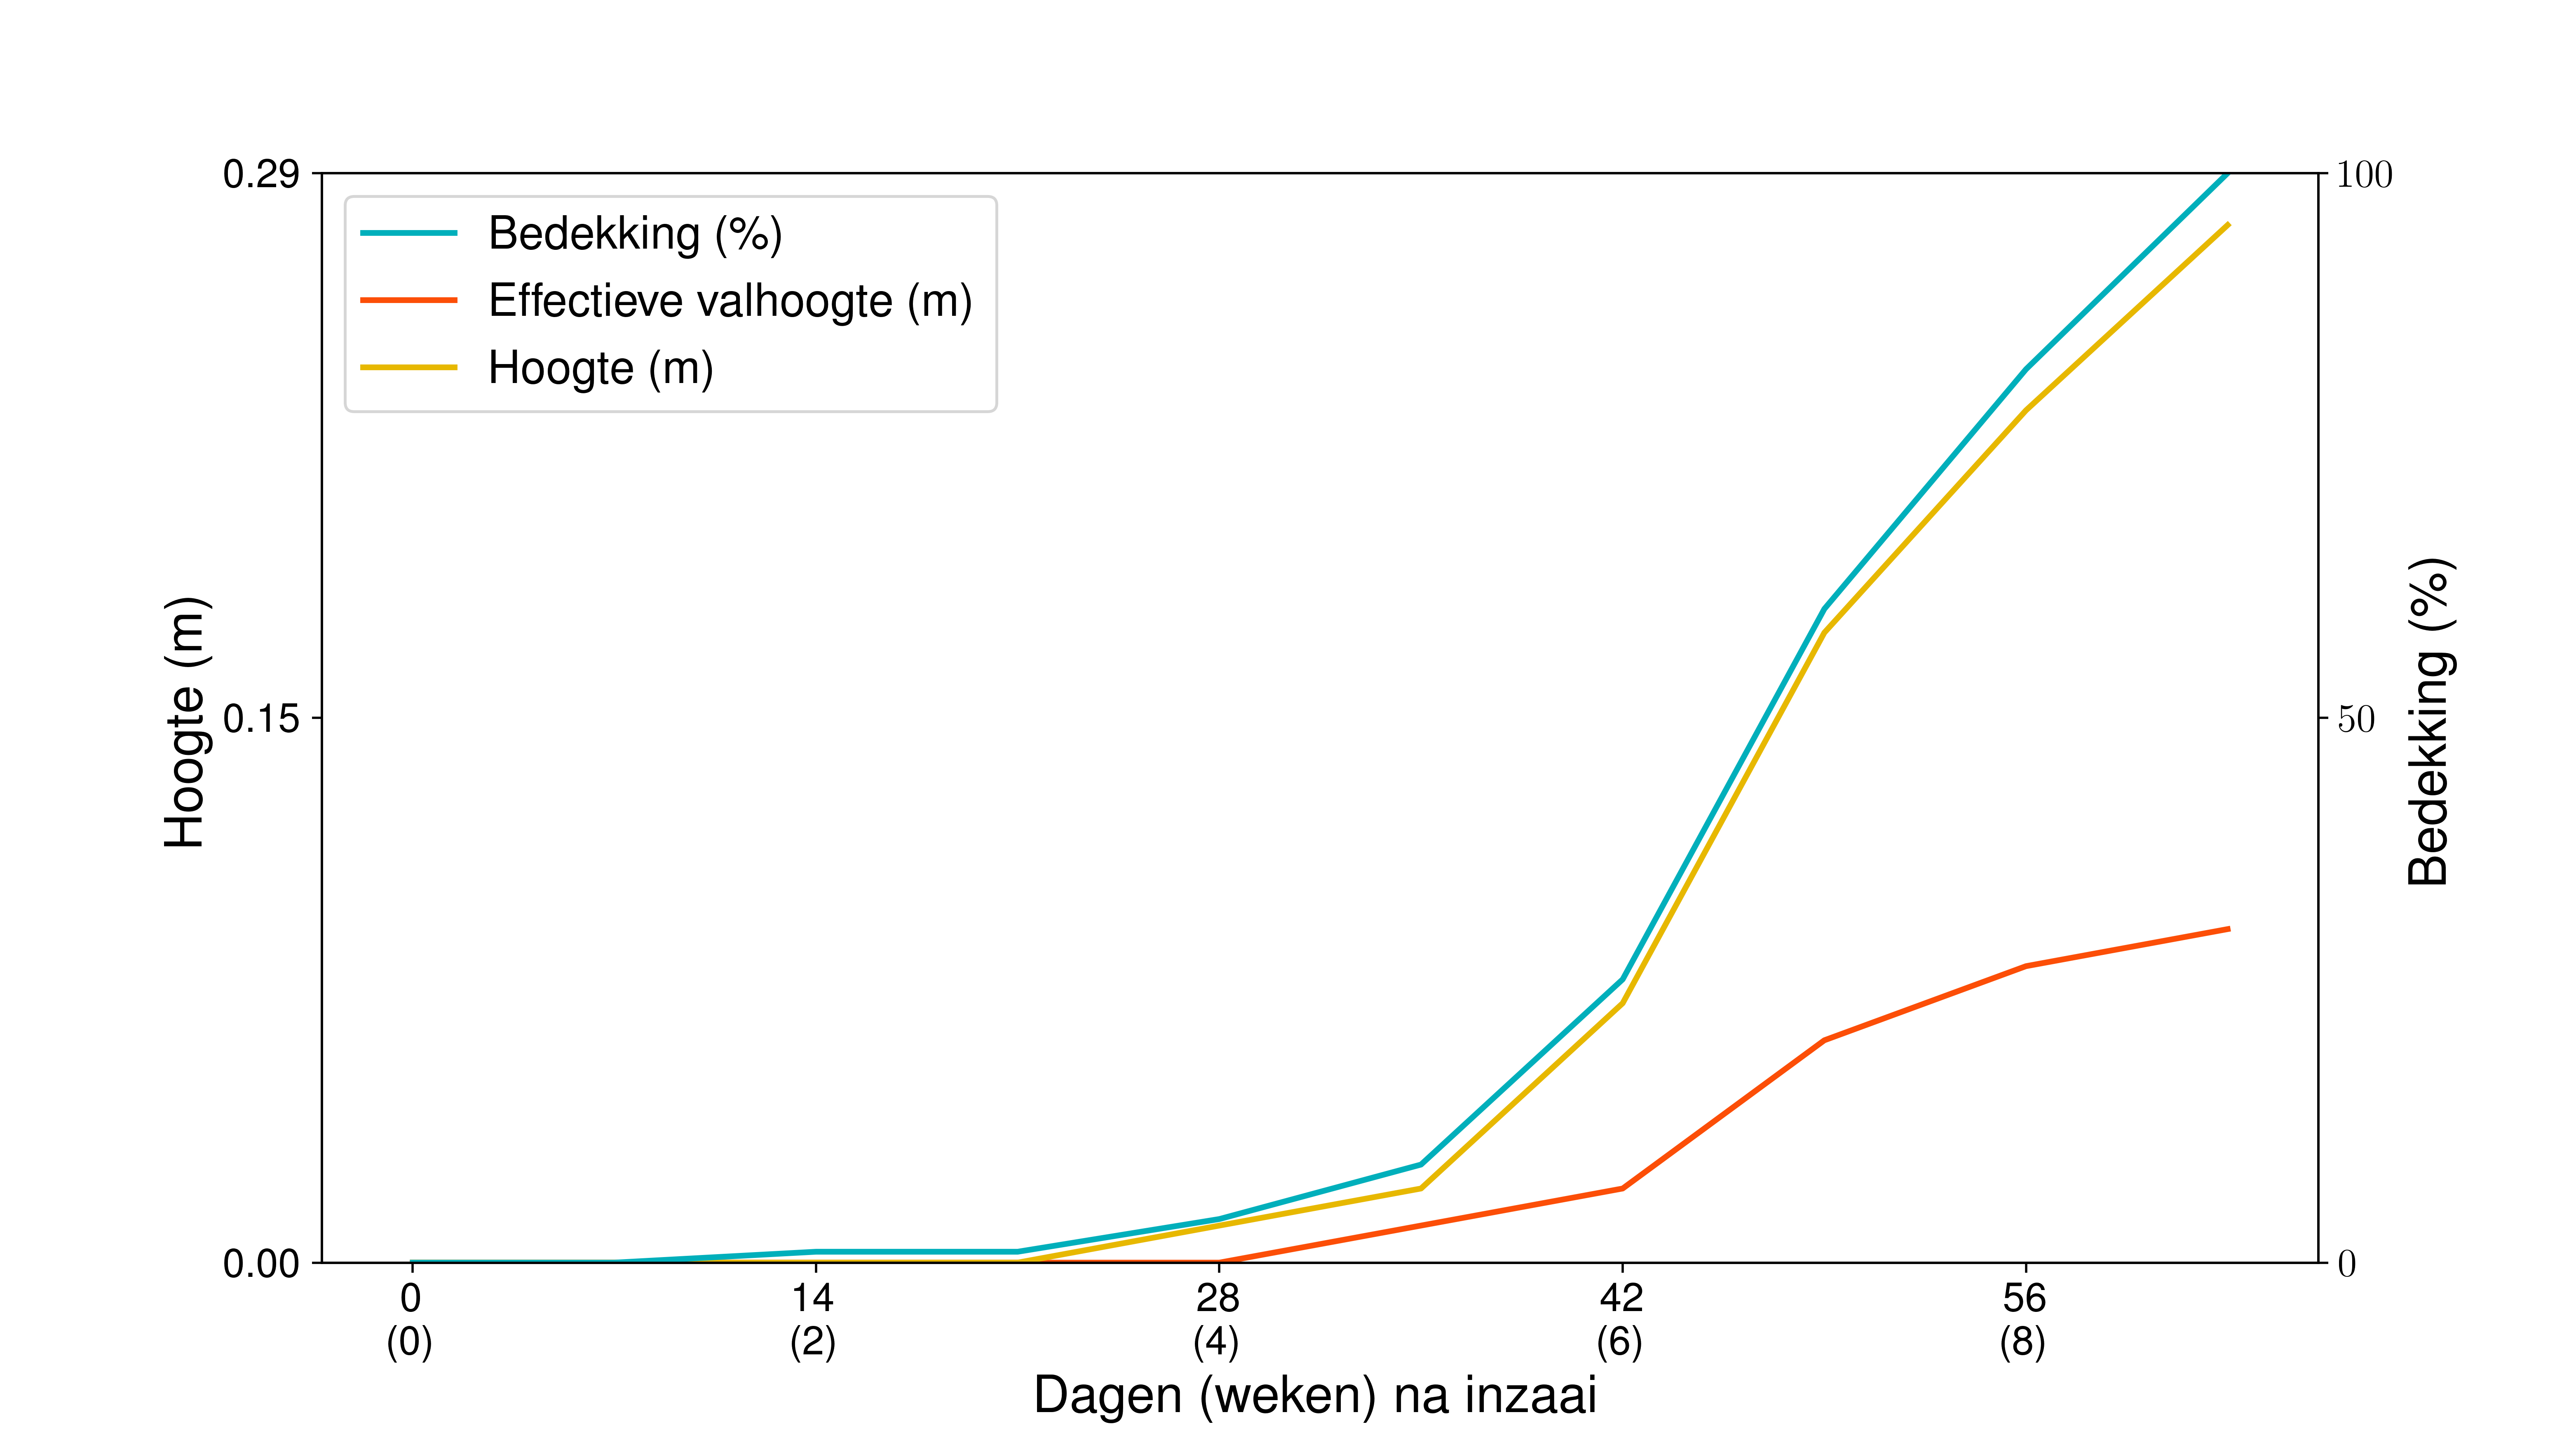 0.29
0.15
0.00
Hoogte (m)
Bedekking (%)
Effectieve valhoogte (m)
Hoogte (m)
100
50
0
Bedekking (%)
0 14 28 42 56
(0) (2) (4) (6) (8)
Dagen (weken) na inzaai